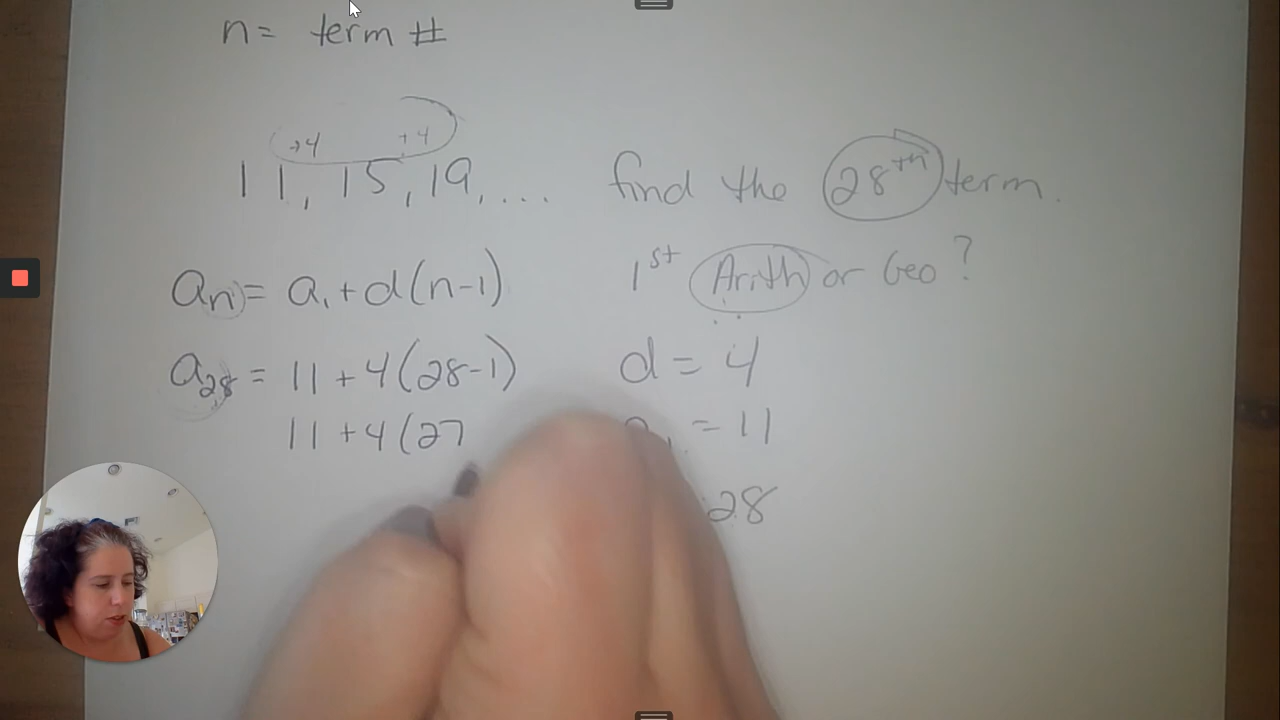 n = term #
+4 +4
11, 15, 19, ... find the 28th term.
an = a1 + d(n-1) 1st Arith or Geo?
a28 = 11 + 4(28-1) d = 4
11 + 4(27 = 11
28